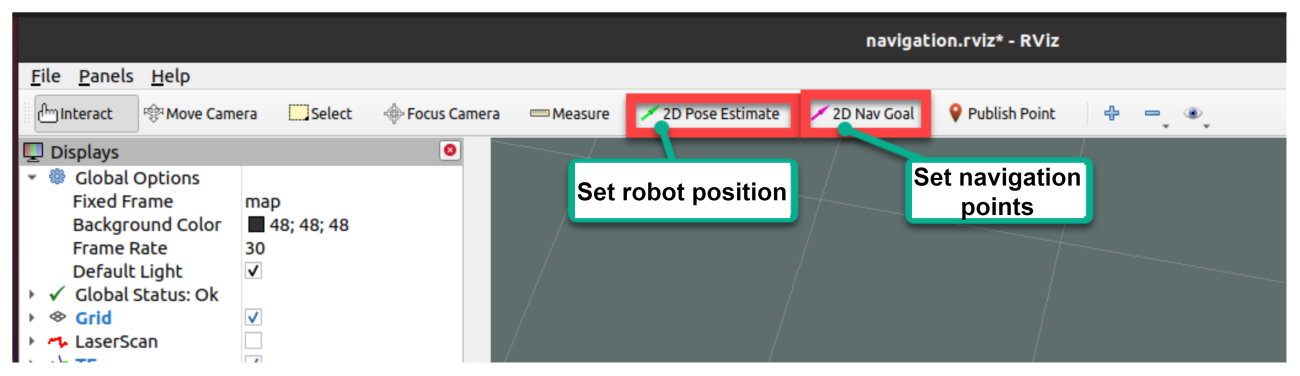 navigation.rviz* - RViz
File Panels Help
Interact Move Camera Select Focus Camera Measure 2D Pose Estimate 2D Nav Goal Publish Point
Displays
Global Options
Fixed Frame map
Background Color 48; 48; 48
Frame Rate 30
Default Light
Global Status: Ok
Grid
LaserScan
TF
Set robot position
Set navigation
points